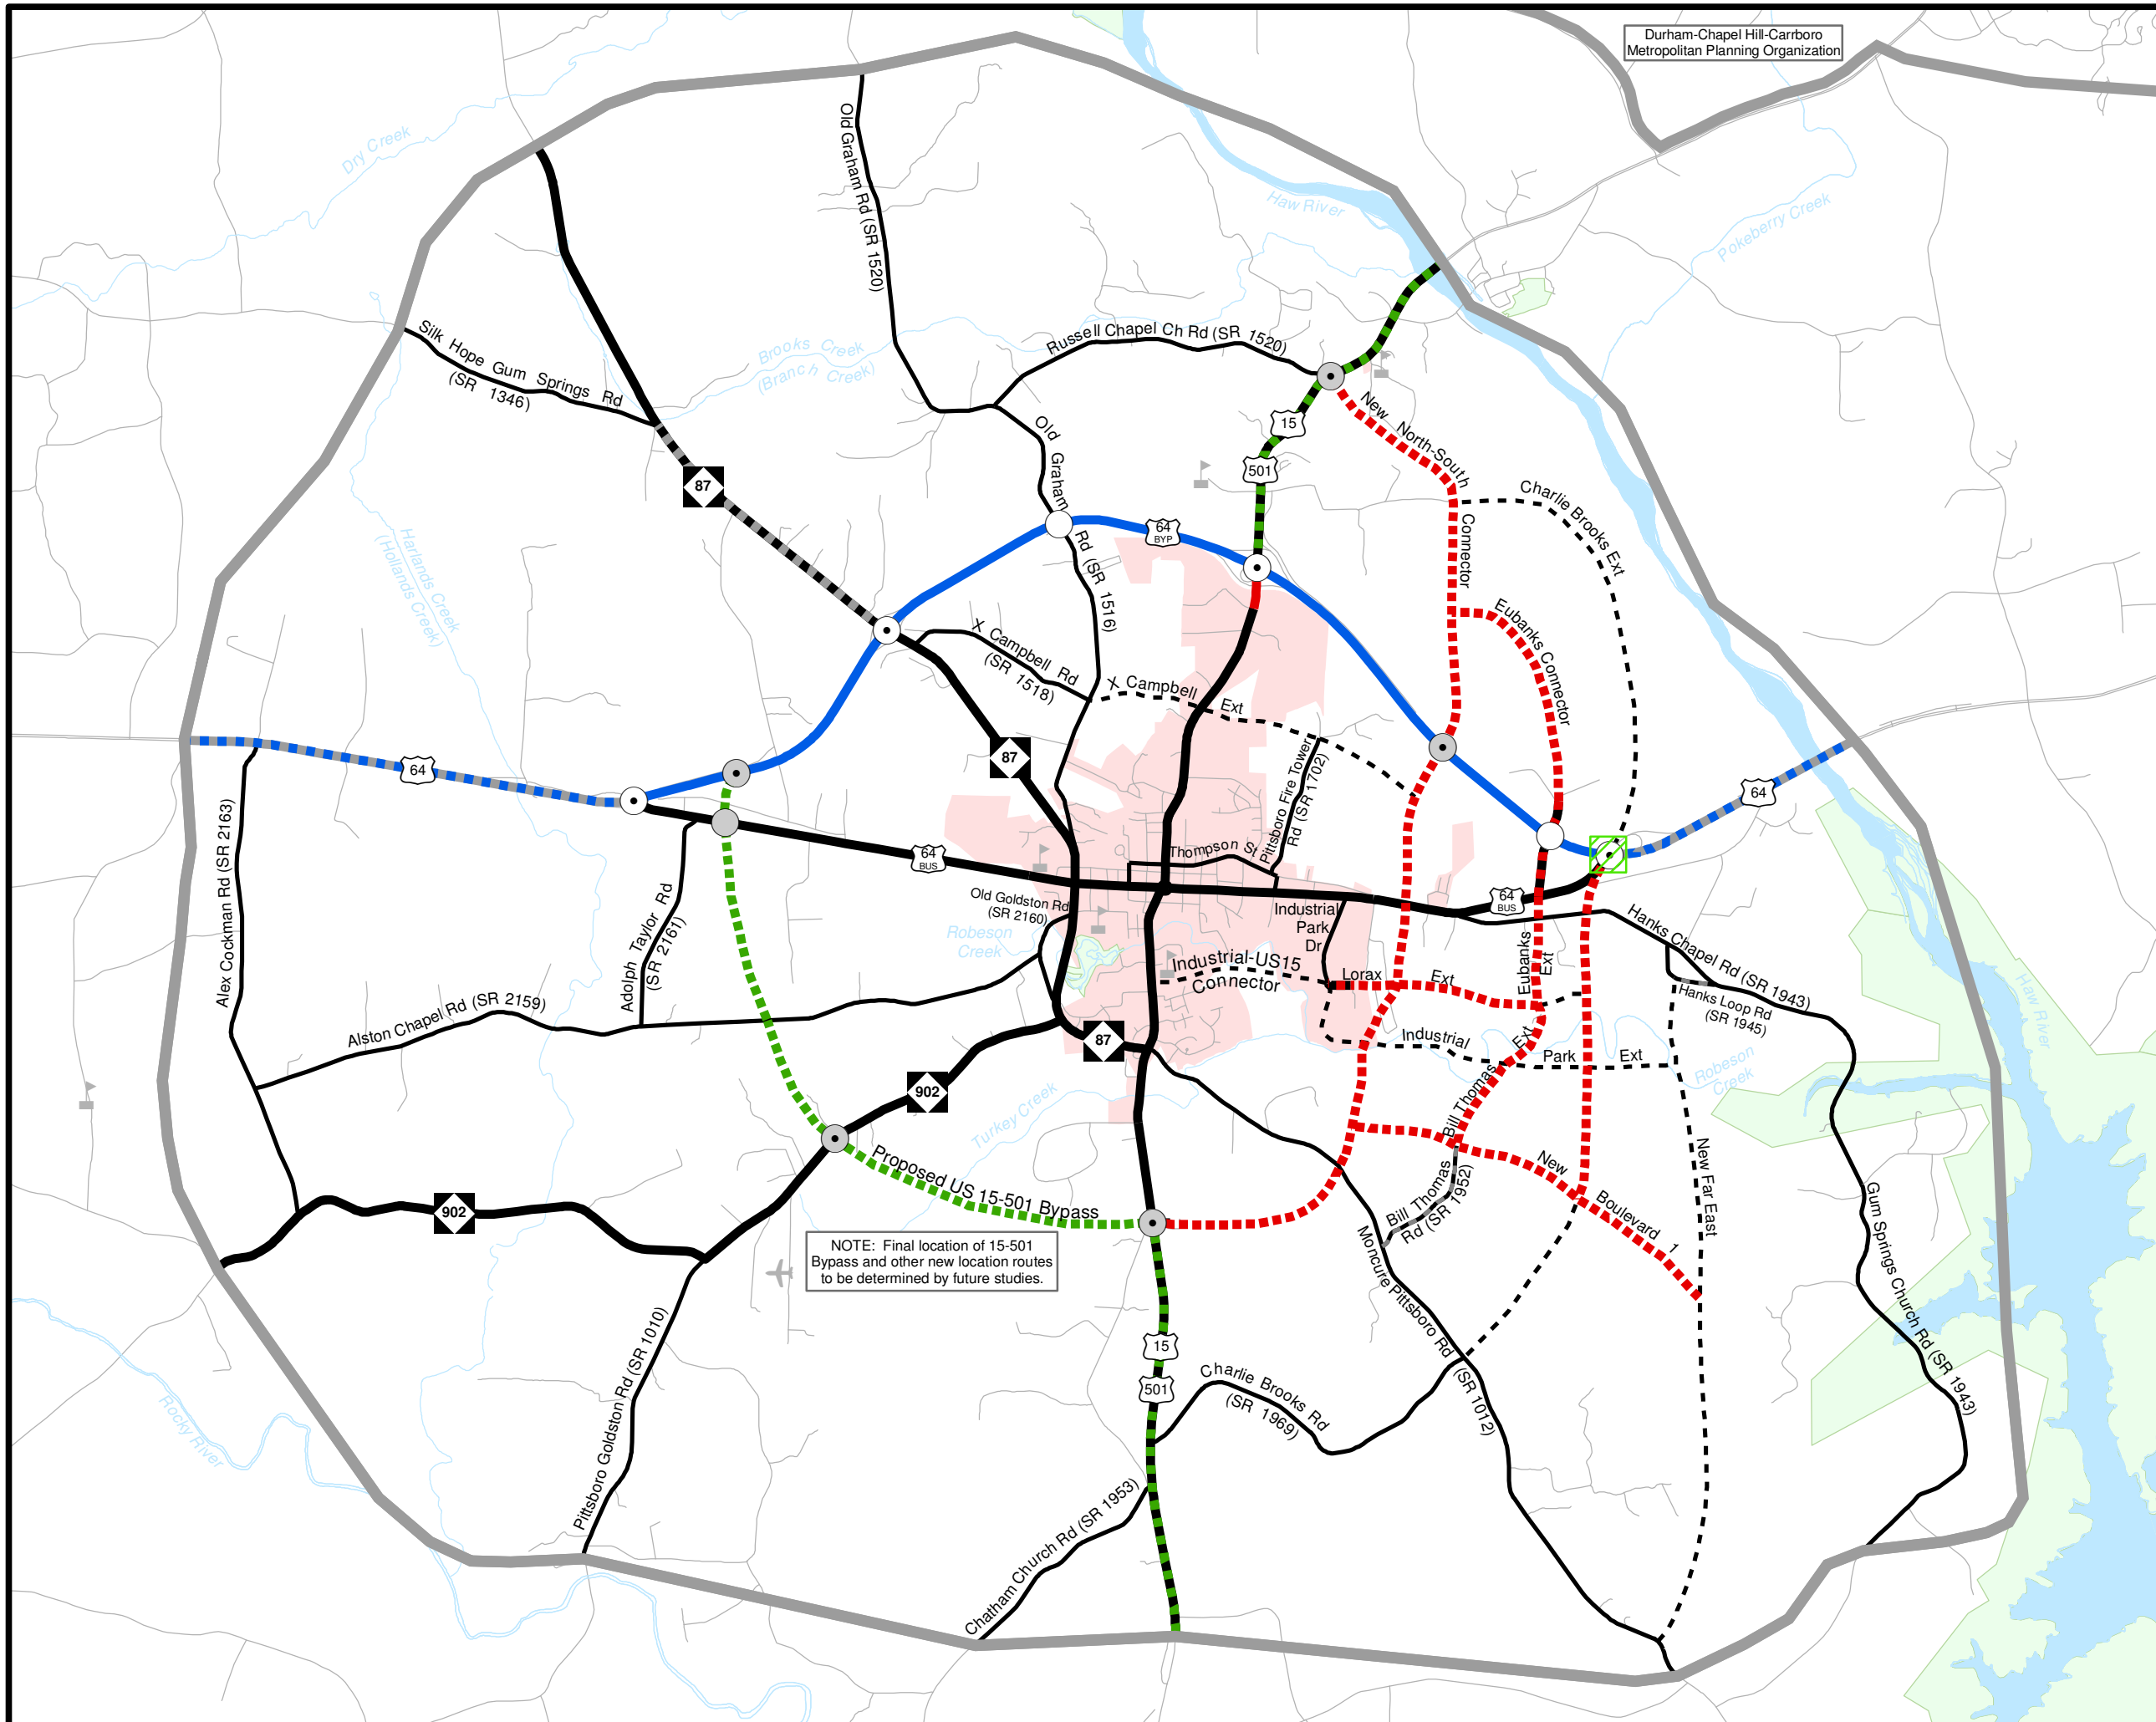 Durham-Chapel Hill-Carrboro
Metropolitan Planning Organization
Dry Creek
Old Graham Rd (SR 1520)
Haw River
Pokeberry Creek
Silk Hope Gum Springs Rd
(SR 1346)
Brooks Creek
(Branch Creek)
Russell Chapel Ch Rd (SR 1520)
15
501
New North-South Connector
87
Old Graham Rd (SR 1516)
Charlie Brooks Ext
64
BYP
Harlands Creek
(Hollands Creek)
X Campbell Rd
(SR 1518)
X Campbell Ext
Eubanks Connector
87
64
64
Pittsboro Fire Tower
Rd (SR 1702)
Alex Cockman Rd (SR 2163)
64
BUS
Thompson St
64
BUS
Adolph Taylor Rd
(SR 2161)
Old Goldston Rd
(SR 2160)
Robeson
Creek
Industrial
Park
Dr
Hanks Chapel Rd (SR 1943)
Eubanks
Ext
Industrial-US15
Connector
Lorax Ext
Hanks Loop Rd
(SR 1945)
Haw River
Alston Chapel Rd (SR 2159)
87
Industrial Park Ext
Robeson
Creek
902
Turkey Creek
Bill Thomas Ext
Proposed US 15-501 Bypass
Bill Thomas
Rd (SR 1952)
New Boulevard 1
New Far East
Gum Springs Church Rd (SR 1943)
902
NOTE: Final location of 15-501
Bypass and other new location routes
to be determined by future studies.
Moncure Pittsboro Rd (SR 1012)
15
501
Pittsboro Goldston Rd (SR 1010)
Charlie Brooks Rd
(SR 1969)
Rocky River
Chatham Church Rd (SR 1953)